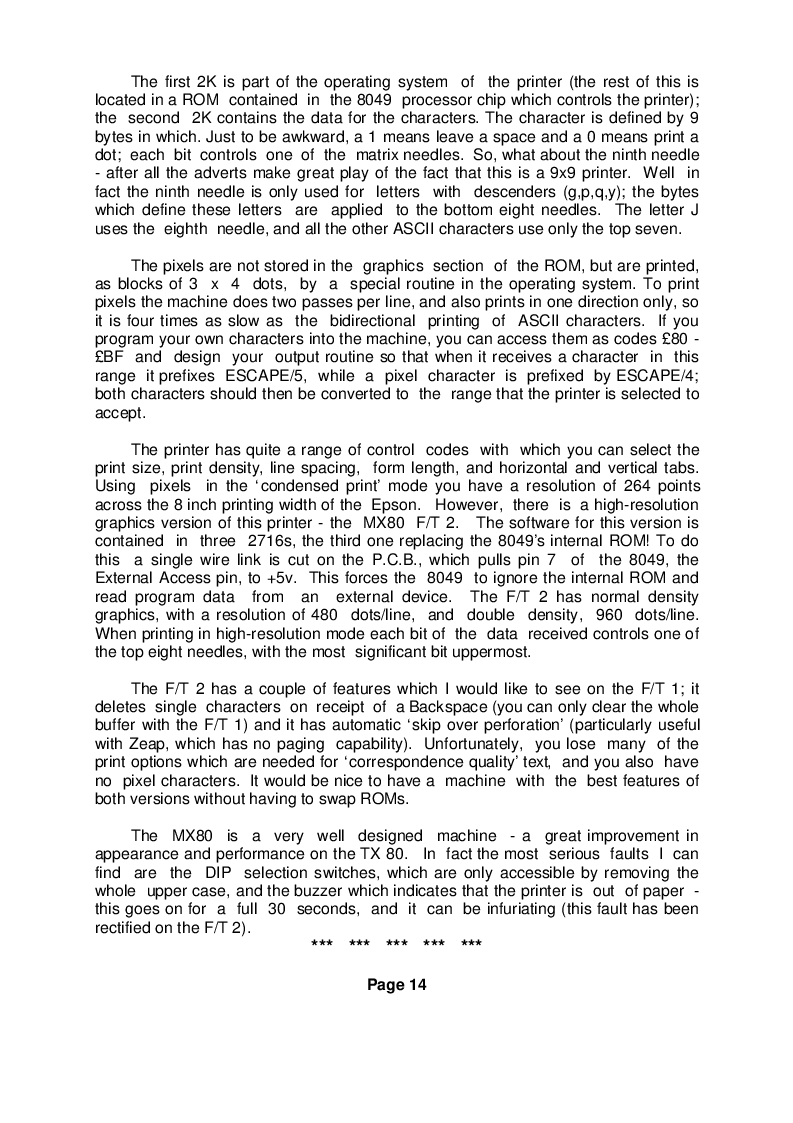 The first 2K is part of the operating system of the printer (the rest of this is
located in a ROM contained in the 8049 processor chip which controls the printer);
the second 2K contains the data for the characters. The character is defined by 9
bytes in which. Just to be awkward, a 1 means leave a space and a 0 means print a
dot; each bit controls one of the matrix needles. So, what about the ninth needle
- after all the adverts make great play of the fact that this is a 9x9 printer. Well in
fact the ninth needle is only used for letters with descenders (g,p,q,y); the bytes
which define these letters are applied to the bottom eight needles. The letter J
uses the eighth needle, and all the other ASCII characters use only the top seven.

The pixels are not stored in the graphics section of the ROM, but are printed,
as blocks of 3 x 4 dots, by a special routine in the operating system. To print
pixels the machine does two passes per line, and also prints in one direction only, so
it is four times as slow as the bidirectional printing of ASCII characters. If you
program your own characters into the machine, you can access them as codes £80 -
£BF and design your output routine so that when it receives a character in this
range it prefixes ESCAPE/5, while a pixel character is prefixed by ESCAPE/4;
both characters should then be converted to the range that the printer is selected to
accept.

The printer has quite a range of control codes with which you can select the
print size, print density, line spacing, form length, and horizontal and vertical tabs.
Using pixels in the ‘condensed print’ mode you have a resolution of 264 points
across the 8 inch printing width of the Epson. However, there is a high-resolution
graphics version of this printer - the MX80 F/T 2. The software for this version is
contained in three 2716s, the third one replacing the 8049’s internal ROM! To do
this a single wire link is cut on the P.C.B., which pulls pin 7 of the 8049, the
External Access pin, to +5v. This forces the 8049 to ignore the internal ROM and
read program data from an external device. The F/T 2 has normal density
graphics, with a resolution of 480 dots/line, and double density, 960 dots/line.
When printing in high-resolution mode each bit of the data received controls one of
the top eight needles, with the most significant bit uppermost.

The F/T 2 has a couple of features which I would like to see on the F/T 1; it
deletes single characters on receipt of a Backspace (you can only clear the whole
buffer with the F/T 1) and it has automatic ‘skip over perforation’ (particularly useful
with Zeap, which has no paging capability). Unfortunately, you lose many of the
print options which are needed for ‘correspondence quality’ text, and you also have
no pixel characters. It would be nice to have a machine with the best features of
both versions without having to swap ROMs.

The MX80 is a very well designed machine - a great improvement in
appearance and performance on the TX 80. In fact the most serious faults I can
find are the DIP selection switches, which are only accessible by removing the
whole upper case, and the buzzer which indicates that the printer is out of paper -
this goes on for a full 30 seconds, and it can be infuriating (this fault has been
rectified on the F/T 2).
*** *** *** *** ***

Page 14